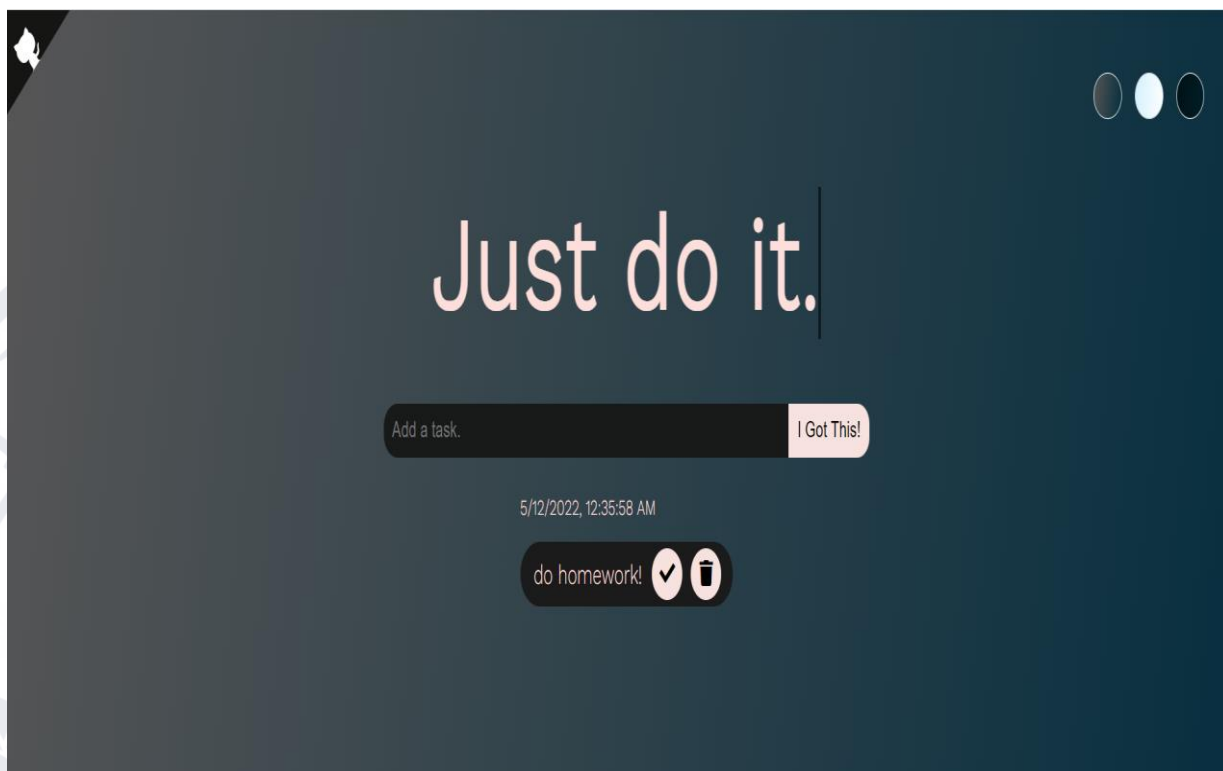 Just do it.
Add a task.
I Got This!
5/12/2022, 12:35:58 AM
do homework!